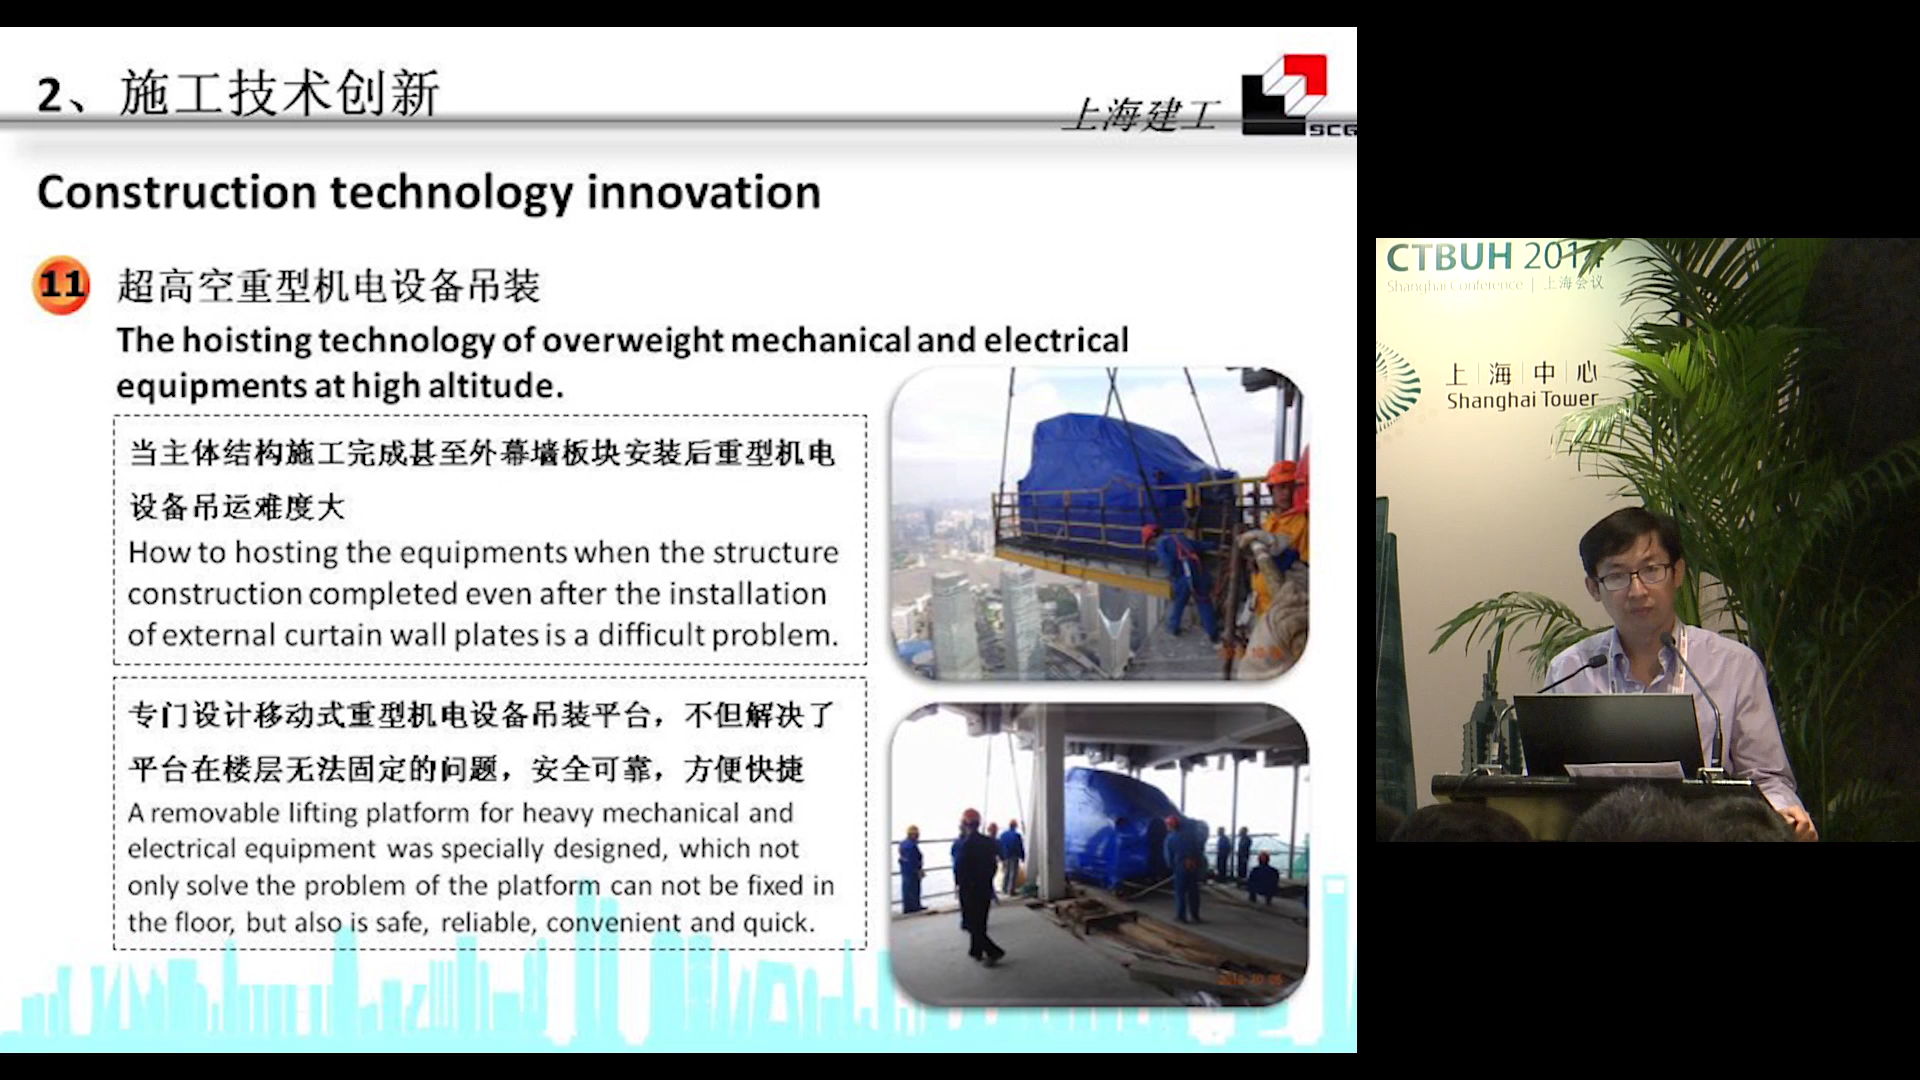 2、施工技术创新
上海建工
SCG
Construction technology innovation
11 超高空重型机电设备吊装
The hoisting technology of overweight mechanical and electrical
equipments at high altitude.
当主体结构施工完成甚至外幕墙板块安装后重型机电
设备吊运难度大
How to hosting the equipments when the structure
construction completed even after the installation
of external curtain wall plates is a difficult problem.
专门设计移动式重型机电设备吊装平台，不但解决了
平台在楼层无法固定的问题，安全可靠，方便快捷
A removable lifting platform for heavy mechanical and
electrical equipment was specially designed, which not
only solve the problem of the platform can not be fixed in
the floor, but also is safe, reliable, convenient and quick.
CTBUH 2014
Shanghai Conference | 上海会议
上|海|中|心
Shanghai Tower